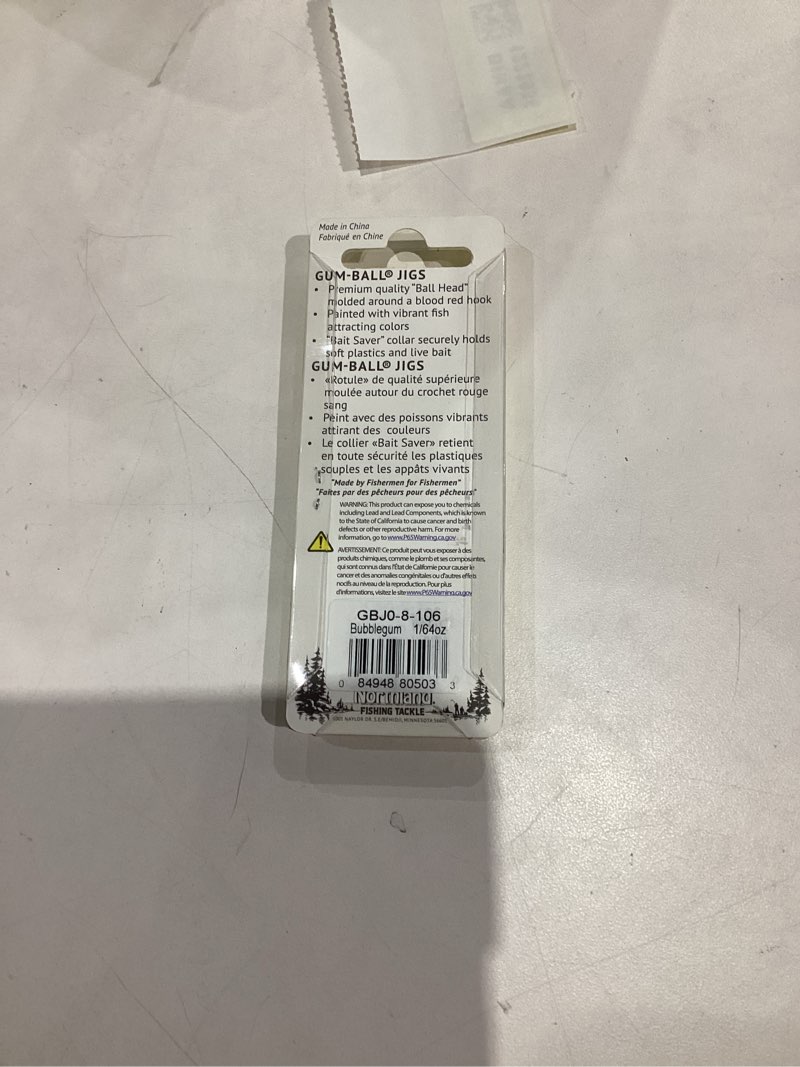 Made in China
Fabriqué en Chine
GUM-BALL® JIGS
• Premium quality "Ball Head"
molded around a blood red hook
• Painted with vibrant fish
attracting colors
• "Bait Saver" collar securely holds
soft plastics and live bait
GUM-BALL® JIGS
• «Rotule» de qualité supérieure
moulée autour du crochet rouge
sang
• Peint avec des poissons vibrants
attirant des couleurs
• Le collier «Bait Saver» retient
en toute sécurité les plastiques
souples et les appâts vivants
"Made by Fishermen for Fishermen"
"Faites par des pêcheurs pour des pêcheurs"
WARNING: This product can expose you to chemicals
including Lead and Lead Components, which is known
to the State of California to cause cancer and birth
defects or other reproductive harm. For more
information, go to www.P65Warning.ca.gov
AVERTISSEMENT: Ce produit peut vous exposer à des
produits chimiques, comme le plomb et ses composantes,
qui sont connus dans l'État de Californie pour causer le
cancer et des anomalies congénitales ou d'autres effets
nocifs au niveau de la reproduction. Pour plus
d'informations, visitez le site www.P65Warning.ca.gov
GBJ0-8-106
Bubblegum 1/64oz
0 84948 80503 3
Northland
FISHING TACKLE
1001 NAYLOR DR. S.E/BEMIDJI, MINNESOTA 56601